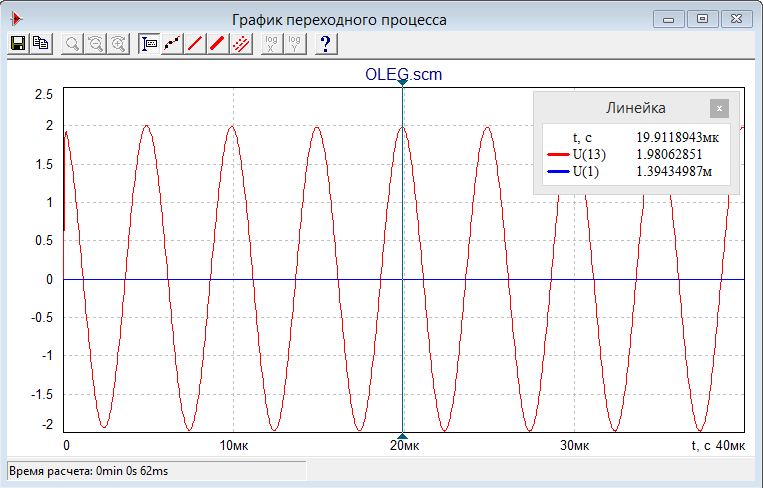 График переходного процесса
log X
log Y
?
OLEG.scm
Линейка
x
t, с 19.9118943мк
U(13) 1.98062851
U(1) 1.39434987м
2.5
2
1.5
1
0.5
0
-0.5
-1
-1.5
-2
0 10мк 20мк 30мк t, с 40мк
Время расчета: 0min 0s 62ms